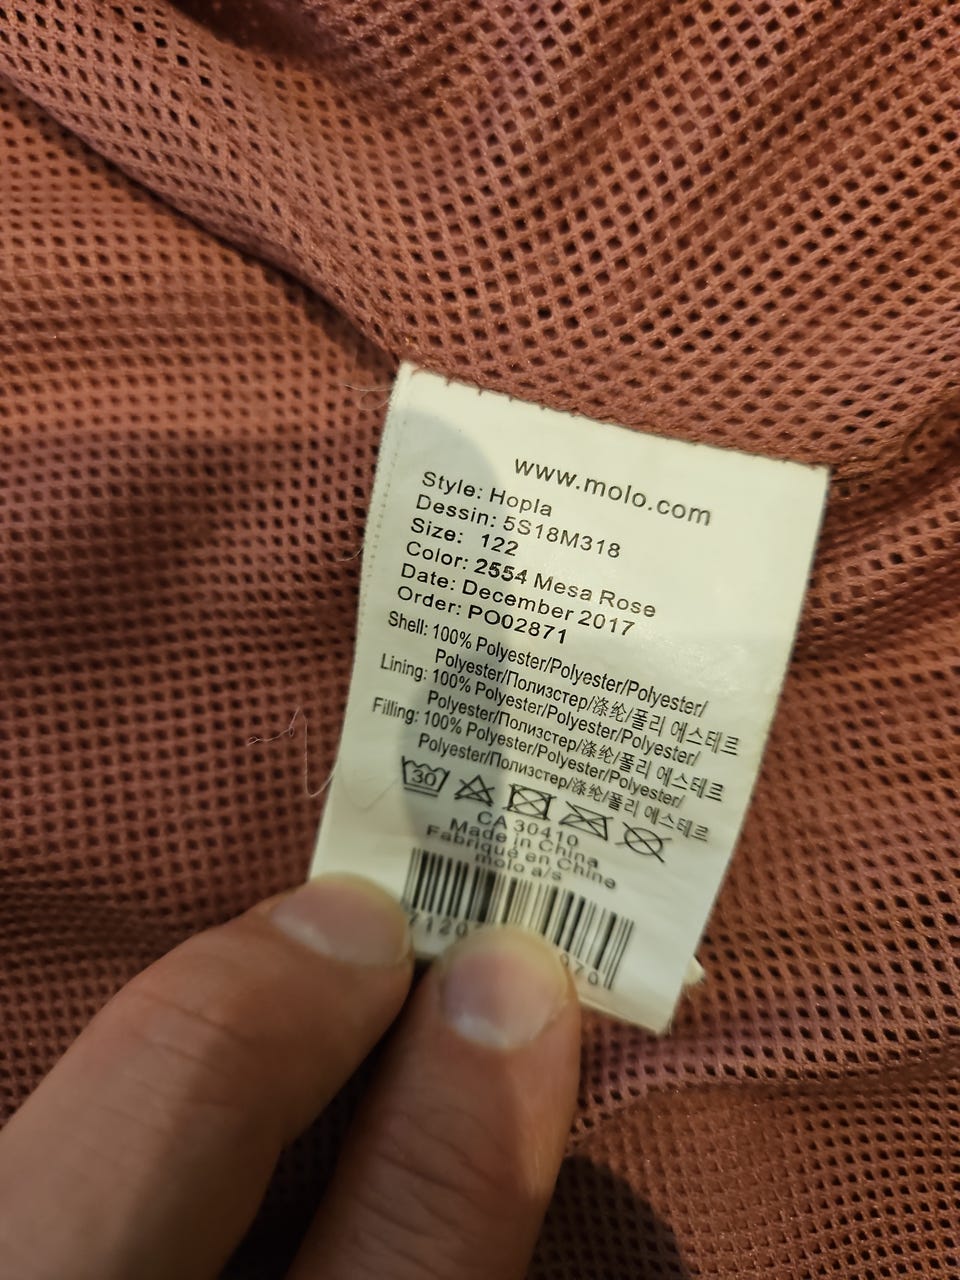 www.molo.com
Style: Hopla
Dessin: 5S18M318
Size: 122
Color: 2554 Mesa Rose
Date: December 2017
Order: PO02871
Shell: 100% Polyester/Polyester/Polyester/
Polyester/Полизстер/涤纶/폴리 에스테르
Lining: 100% Polyester/Polyester/Polyester/
Polyester/Полизстер/涤纶/폴리 에스테르
Filling: 100% Polyester/Polyester/Polyester/
Polyester/Полизстер/涤纶/폴리 에스테르
30
CA 30410
Made in China
Fabriqué en Chine
molo a/s